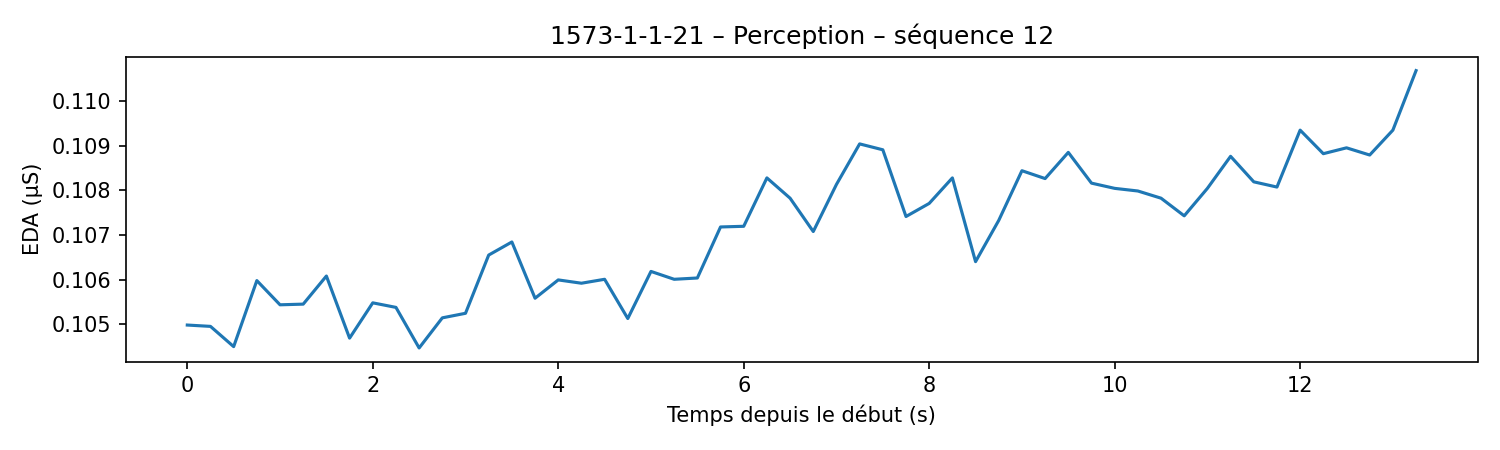 1573-1-1-21 – Perception – séquence 12
EDA (µS)
0.110
0.109
0.108
0.107
0.106
0.105
0 2 4 6 8 10 12
Temps depuis le début (s)